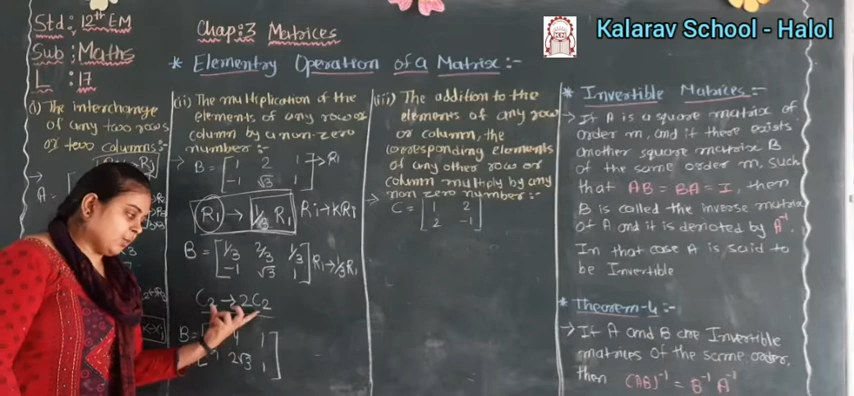 Std : 12th EM
Sub : Maths
L : 17
Chap:3 Matrices
Kalarav School - Halol
* Elementry Operation of a Matrix:-
(i) The interchange
of any two rows
or two columns:-
A = [
(ii) The multiplication of the
elements of any row or
column by a non-zero
number:-
B = [ 1 2 1 → R1
-1 √3 1 ]
R1 → 1/3 R1 Ri → KRi
B = [ 1/3 2/3 1/3
-1 √3 1 ] R1 → 1/3 R1
C2 → 2C2
B = [ 4 1
2√3 1 ]
(iii) The addition to the
elements of any row
or column, the
corresponding elements
of any other row or
column multiply by any
non zero number:-
→ C = [ 1 2
2 -1 ]
* Invertible Matrices:-
→ If A is a square matrix of
order m, and if there exists
another square matrix B
of the same order m, such
that AB = BA = I, then
B is called the inverse matrix
of A and it is denoted by A⁻¹
In that case A is said to
be Invertible
* Theorem-4:-
→ If A and B are Invertible
matrices of the same order,
then (AB)⁻¹ = B⁻¹ A⁻¹